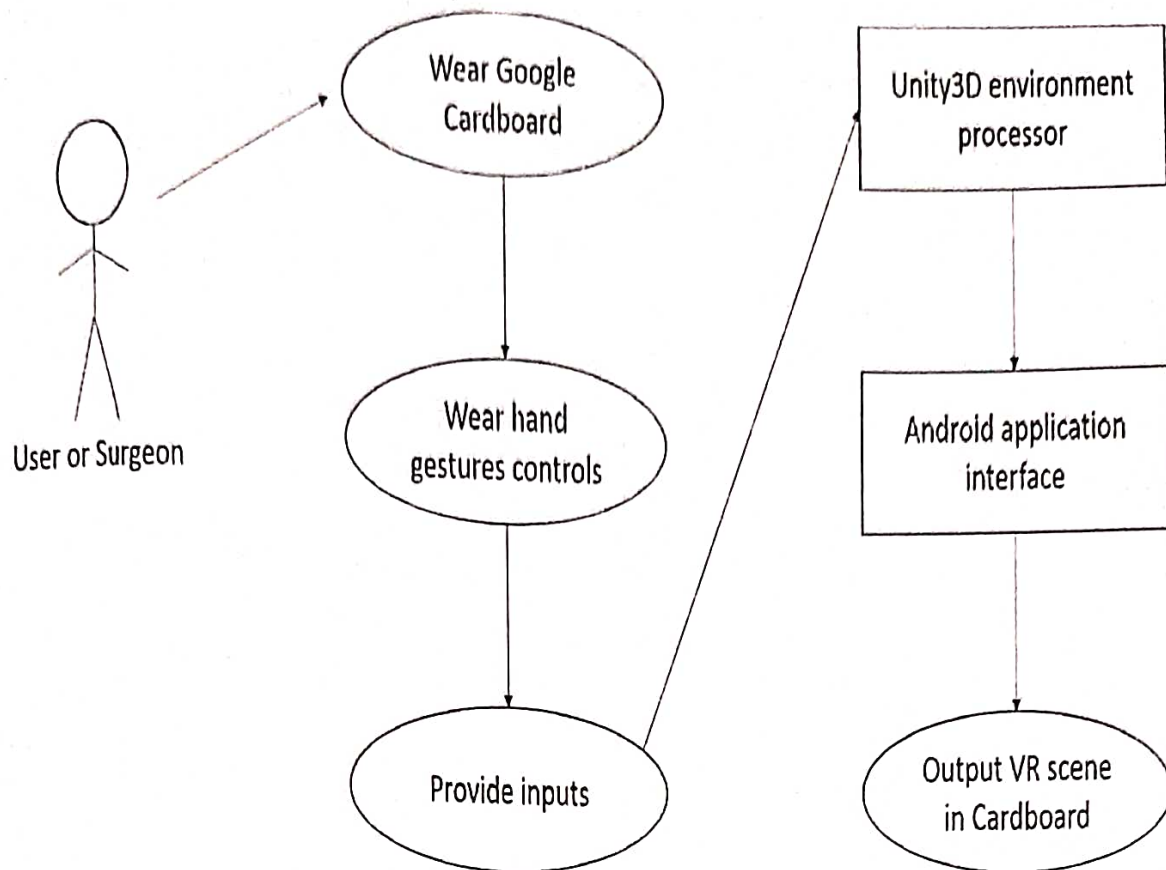 User or Surgeon
Wear Google
Cardboard
Wear hand
gestures controls
Provide inputs
Unity3D environment
processor
Android application
interface
Output VR scene
in Cardboard